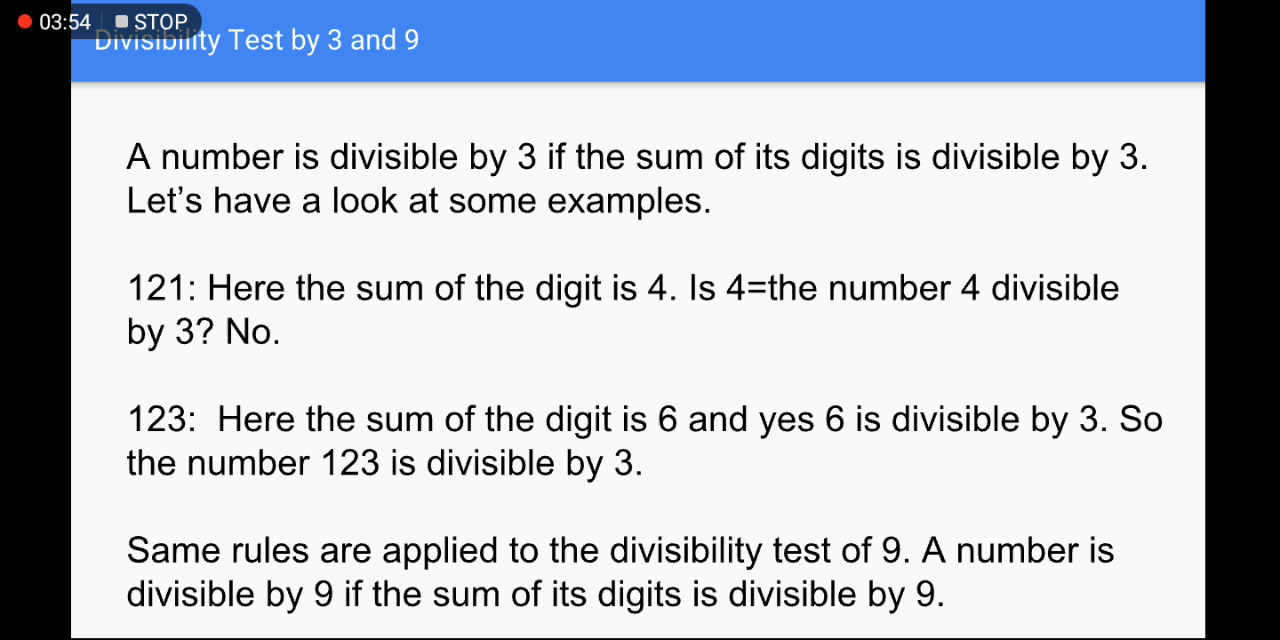 03:54 STOP
Divisibility Test by 3 and 9
A number is divisible by 3 if the sum of its digits is divisible by 3.
Let’s have a look at some examples.
121: Here the sum of the digit is 4. Is 4=the number 4 divisible
by 3? No.
123:  Here the sum of the digit is 6 and yes 6 is divisible by 3. So
the number 123 is divisible by 3.
Same rules are applied to the divisibility test of 9. A number is
divisible by 9 if the sum of its digits is divisible by 9.